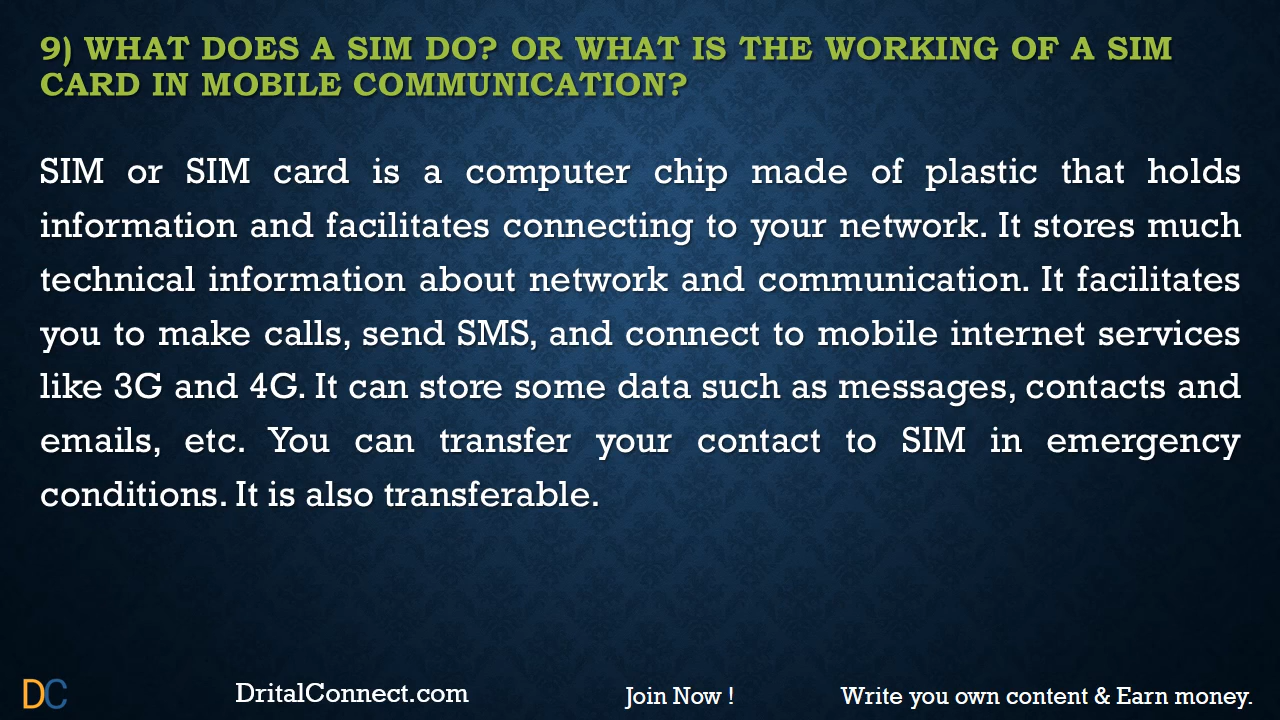 9) WHAT DOES A SIM DO? OR WHAT IS THE WORKING OF A SIM
CARD IN MOBILE COMMUNICATION?
SIM or SIM card is a computer chip made of plastic that holds
information and facilitates connecting to your network. It stores much
technical information about network and communication. It facilitates
you to make calls, send SMS, and connect to mobile internet services
like 3G and 4G. It can store some data such as messages, contacts and
emails, etc. You can transfer your contact to SIM in emergency
conditions. It is also transferable.
DC
DritalConnect.com
Join Now !
Write you own content & Earn money.